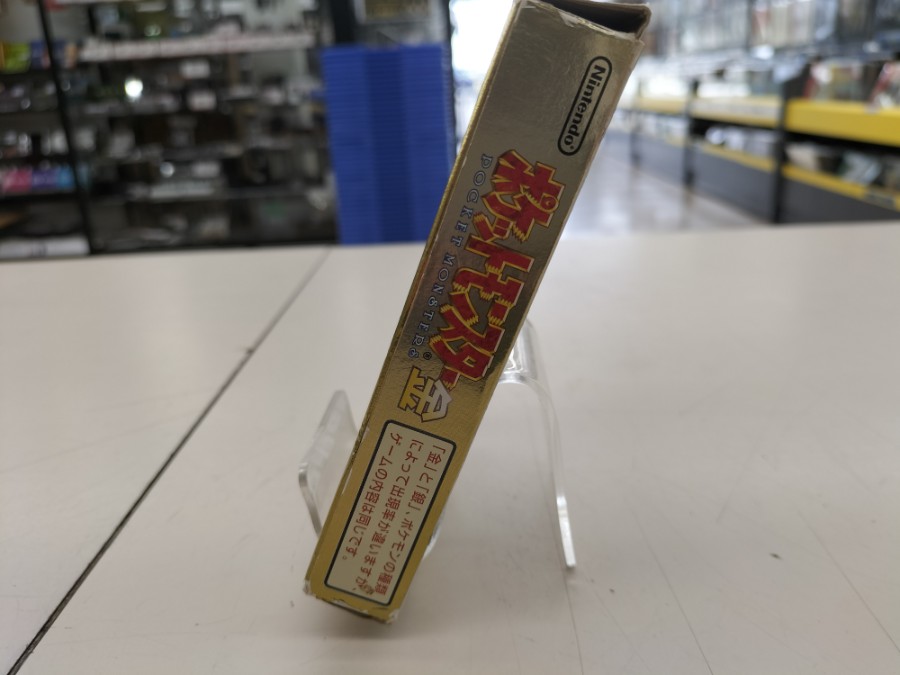 Nintendo
ポケットモンスター
POCKET MONSTERS
金
「金」と「銀」、ポケモンの種類
によって出現率が違いますが
ゲームの内容は同じです。